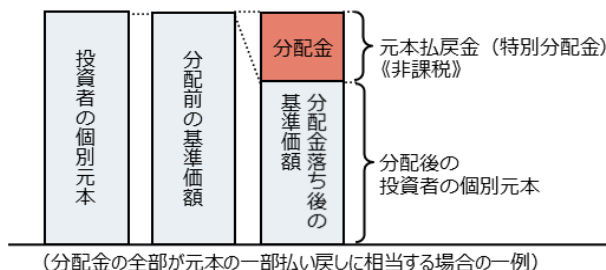 投資者の個別元本
分配前の基準価額
分配金
分配金落ち後の
基準価額
元本払戻金（特別分配金）
《非課税》
分配後の
投資者の個別元本
（分配金の全部が元本の一部払い戻しに相当する場合の一例）